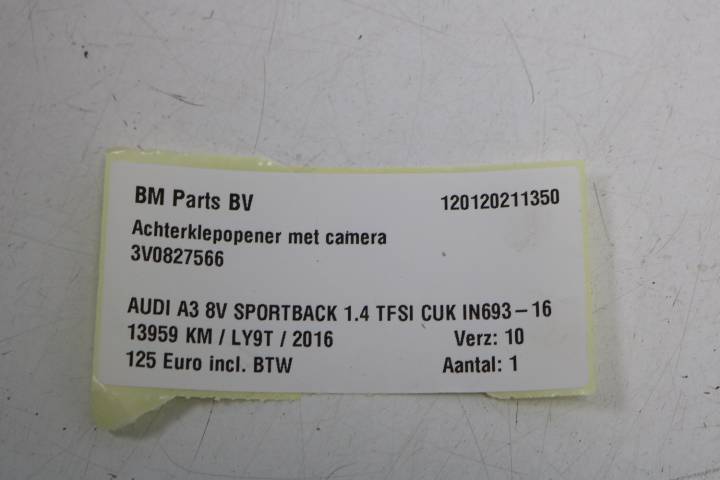 BM Parts BV 120120211350
Achterklepopener met camera
3V0827566
AUDI A3 8V SPORTBACK 1.4 TFSI CUK IN693-16
13959 KM / LY9T / 2016 Verz: 10
125 Euro incl. BTW Aantal: 1